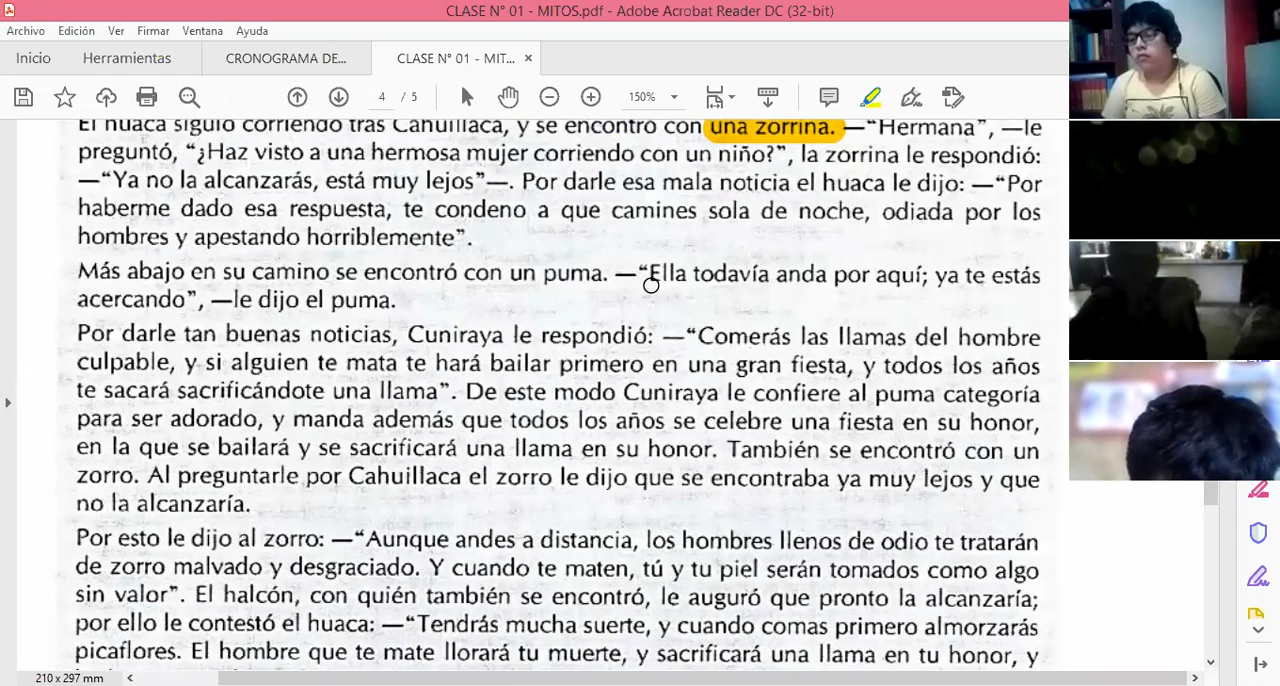 CLASE N° 01 - MITOS.pdf - Adobe Acrobat Reader DC (32-bit)
Archivo Edición Ver Firmar Ventana Ayuda
Inicio Herramientas CRONOGRAMA DE... CLASE N° 01 - MIT... ×
4 / 5 150%
El huaca siguió corriendo tras Cahuillaca, y se encontró con una zorrina. —“Hermana”, —le
preguntó, “¿Haz visto a una hermosa mujer corriendo con un niño?”, la zorrina le respondió:
—“Ya no la alcanzarás, está muy lejos”—. Por darle esa mala noticia el huaca le dijo: —“Por
haberme dado esa respuesta, te condeno a que camines sola de noche, odiada por los
hombres y apestando horriblemente”.
Más abajo en su camino se encontró con un puma. —“Ella todavía anda por aquí; ya te estás
acercando”, —le dijo el puma.
Por darle tan buenas noticias, Cuniraya le respondió: —“Comerás las llamas del hombre
culpable, y si alguien te mata te hará bailar primero en una gran fiesta, y todos los años
te sacará sacrificándote una llama”. De este modo Cuniraya le confiere al puma categoría
para ser adorado, y manda además que todos los años se celebre una fiesta en su honor,
en la que se bailará y se sacrificará una llama en su honor. También se encontró con un
zorro. Al preguntarle por Cahuillaca el zorro le dijo que se encontraba ya muy lejos y que
no la alcanzaría.
Por esto le dijo al zorro: —“Aunque andes a distancia, los hombres llenos de odio te tratarán
de zorro malvado y desgraciado. Y cuando te maten, tú y tu piel serán tomados como algo
sin valor”. El halcón, con quién también se encontró, le auguró que pronto la alcanzaría;
por ello le contestó el huaca: —“Tendrás mucha suerte, y cuando comas primero almorzarás
picaflores. El hombre que te mate llorará tu muerte, y sacrificará una llama en tu honor, y
210 x 297 mm